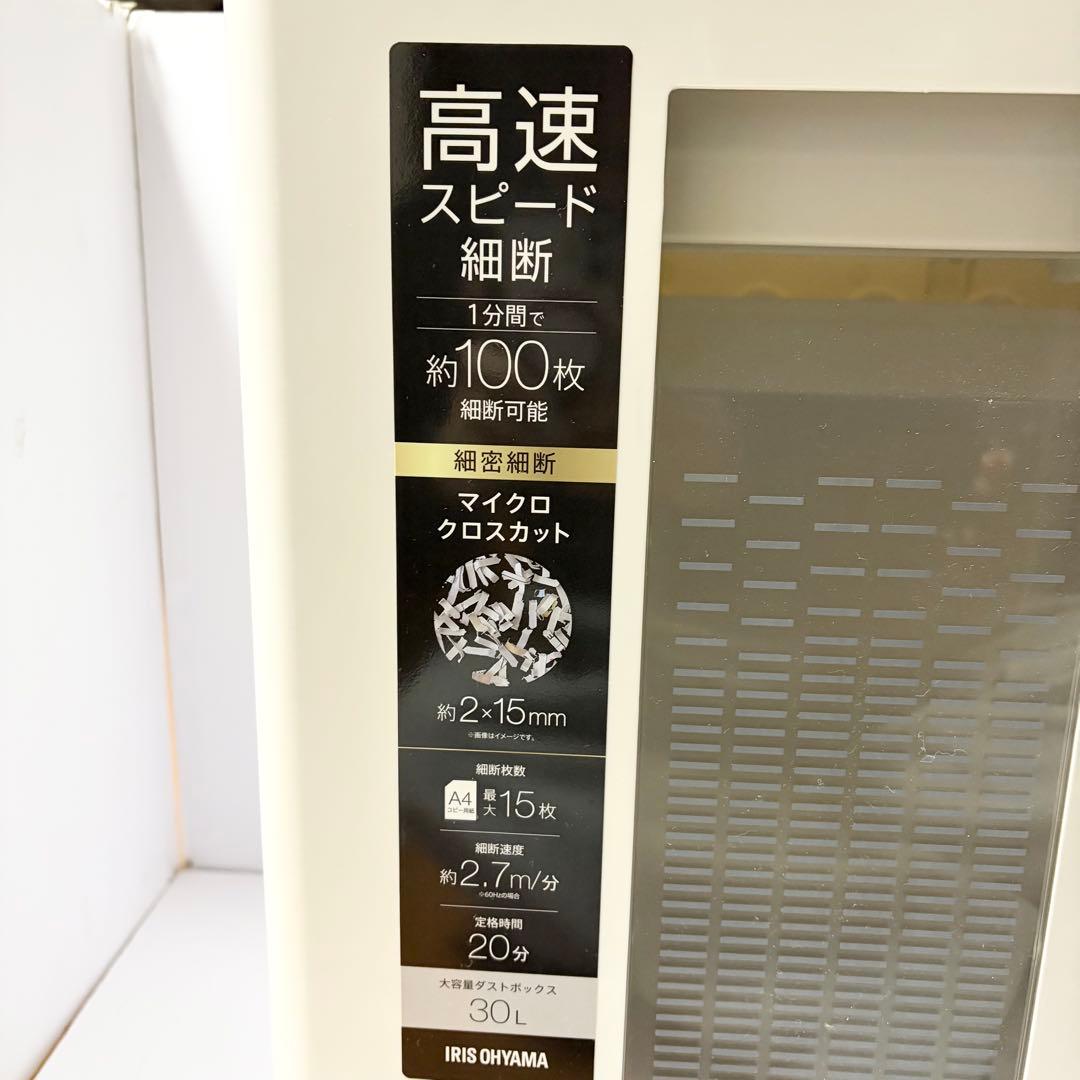 高速
スピード
細断
1分間で
約100枚
細断可能
細密細断
マイクロ
クロスカット
約2×15mm
※画像はイメージです。
細断枚数
A4
コピー用紙
最大15枚
細断速度
約2.7m/分
※60Hzの場合
定格時間
20分
大容量ダストボックス
30L
IRIS OHYAMA